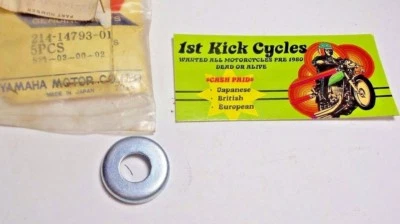 214-14793-01
5PCS
YAMAHA MOTOR CO
MADE IN JAPAN
1st Kick Cycles
WANTED ALL MOTORCYCLES PRE 1980
DEAD OR ALIVE
*CASH PAID*
Japanese
British
European